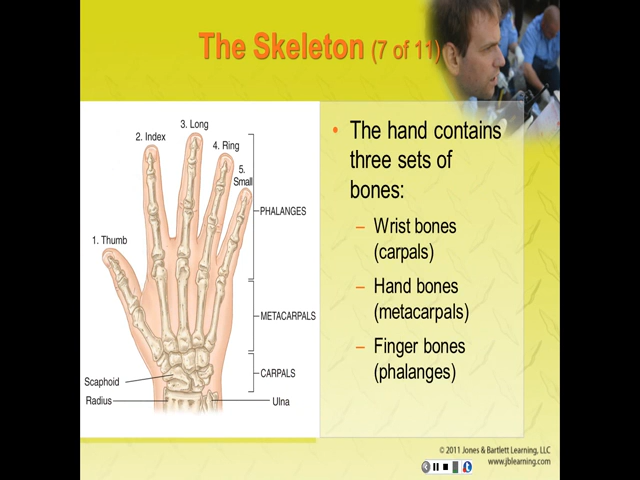 The Skeleton (7 of 11)
3. Long
2. Index
4. Ring
5.
Small
PHALANGES
1. Thumb
METACARPALS
CARPALS
Scaphoid
Radius
Ulna
• The hand contains
three sets of
bones:
– Wrist bones
(carpals)
– Hand bones
(metacarpals)
– Finger bones
(phalanges)
© 2011 Jones & Bartlett Learning, LLC
www.jblearning.com